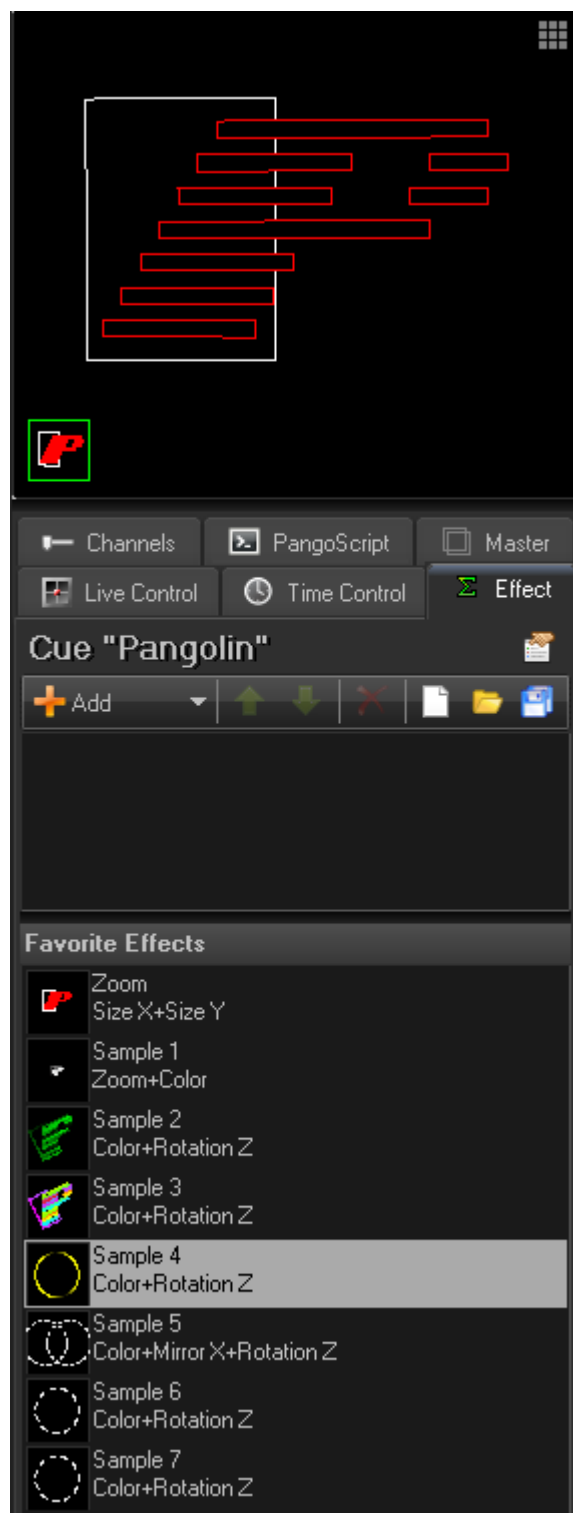 Channels
PangoScript
Master
Live Control
Time Control
Effect
Cue "Pangolin"
Add
Favorite Effects
Zoom
Size X+Size Y
Sample 1
Zoom+Color
Sample 2
Color+Rotation Z
Sample 3
Color+Rotation Z
Sample 4
Color+Rotation Z
Sample 5
Color+Mirror X+Rotation Z
Sample 6
Color+Rotation Z
Sample 7
Color+Rotation Z